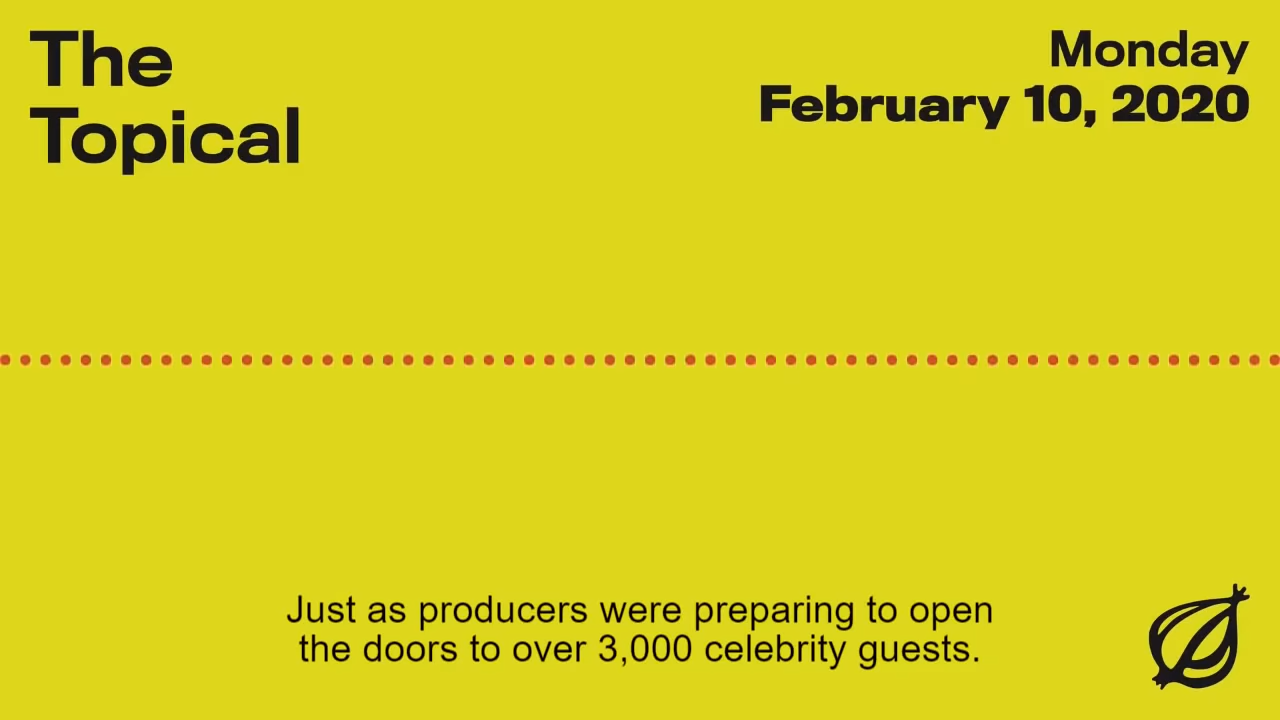 The
Topical
Monday
February 10, 2020
Just as producers were preparing to open
the doors to over 3,000 celebrity guests.